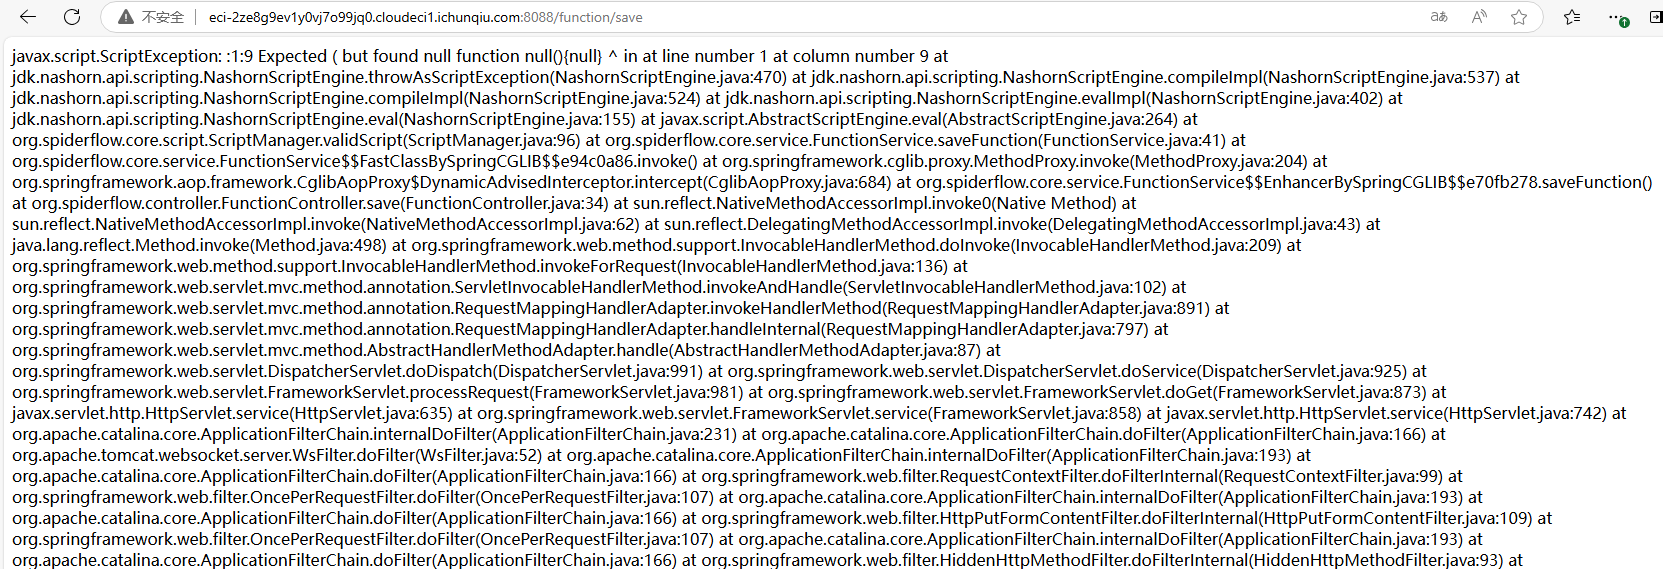 不安全 eci-2ze8g9ev1y0vj7o99jq0.cloudeci1.ichunqiu.com:8088/function/save
javax.script.ScriptException: :1:9 Expected ( but found null function null(){null} ^ in at line number 1 at column number 9 at
jdk.nashorn.api.scripting.NashornScriptEngine.throwAsScriptException(NashornScriptEngine.java:470) at jdk.nashorn.api.scripting.NashornScriptEngine.compileImpl(NashornScriptEngine.java:537) at
jdk.nashorn.api.scripting.NashornScriptEngine.compileImpl(NashornScriptEngine.java:524) at jdk.nashorn.api.scripting.NashornScriptEngine.evalImpl(NashornScriptEngine.java:402) at
jdk.nashorn.api.scripting.NashornScriptEngine.eval(NashornScriptEngine.java:155) at javax.script.AbstractScriptEngine.eval(AbstractScriptEngine.java:264) at
org.spiderflow.core.script.ScriptManager.validScript(ScriptManager.java:96) at org.spiderflow.core.service.FunctionService.saveFunction(FunctionService.java:41) at
org.spiderflow.core.service.FunctionService$$FastClassBySpringCGLIB$$e94c0a86.invoke() at org.springframework.cglib.proxy.MethodProxy.invoke(MethodProxy.java:204) at
org.springframework.aop.framework.CglibAopProxy$DynamicAdvisedInterceptor.intercept(CglibAopProxy.java:684) at org.spiderflow.core.service.FunctionService$$EnhancerBySpringCGLIB$$e70fb278.saveFunction()
at org.spiderflow.controller.FunctionController.save(FunctionController.java:34) at sun.reflect.NativeMethodAccessorImpl.invoke0(Native Method) at
sun.reflect.NativeMethodAccessorImpl.invoke(NativeMethodAccessorImpl.java:62) at sun.reflect.DelegatingMethodAccessorImpl.invoke(DelegatingMethodAccessorImpl.java:43) at
java.lang.reflect.Method.invoke(Method.java:498) at org.springframework.web.method.support.InvocableHandlerMethod.doInvoke(InvocableHandlerMethod.java:209) at
org.springframework.web.method.support.InvocableHandlerMethod.invokeForRequest(InvocableHandlerMethod.java:136) at
org.springframework.web.servlet.mvc.method.annotation.ServletInvocableHandlerMethod.invokeAndHandle(ServletInvocableHandlerMethod.java:102) at
org.springframework.web.servlet.mvc.method.annotation.RequestMappingHandlerAdapter.invokeHandlerMethod(RequestMappingHandlerAdapter.java:891) at
org.springframework.web.servlet.mvc.method.annotation.RequestMappingHandlerAdapter.handleInternal(RequestMappingHandlerAdapter.java:797) at
org.springframework.web.servlet.mvc.method.AbstractHandlerMethodAdapter.handle(AbstractHandlerMethodAdapter.java:87) at
org.springframework.web.servlet.DispatcherServlet.doDispatch(DispatcherServlet.java:991) at org.springframework.web.servlet.DispatcherServlet.doService(DispatcherServlet.java:925) at
org.springframework.web.servlet.FrameworkServlet.processRequest(FrameworkServlet.java:981) at org.springframework.web.servlet.FrameworkServlet.doGet(FrameworkServlet.java:873) at
javax.servlet.http.HttpServlet.service(HttpServlet.java:635) at org.springframework.web.servlet.FrameworkServlet.service(FrameworkServlet.java:858) at javax.servlet.http.HttpServlet.service(HttpServlet.java:742) at
org.apache.catalina.core.ApplicationFilterChain.internalDoFilter(ApplicationFilterChain.java:231) at org.apache.catalina.core.ApplicationFilterChain.doFilter(ApplicationFilterChain.java:166) at
org.apache.tomcat.websocket.server.WsFilter.doFilter(WsFilter.java:52) at org.apache.catalina.core.ApplicationFilterChain.internalDoFilter(ApplicationFilterChain.java:193) at
org.apache.catalina.core.ApplicationFilterChain.doFilter(ApplicationFilterChain.java:166) at org.springframework.web.filter.RequestContextFilter.doFilterInternal(RequestContextFilter.java:99) at
org.springframework.web.filter.OncePerRequestFilter.doFilter(OncePerRequestFilter.java:107) at org.apache.catalina.core.ApplicationFilterChain.internalDoFilter(ApplicationFilterChain.java:193) at
org.apache.catalina.core.ApplicationFilterChain.doFilter(ApplicationFilterChain.java:166) at org.springframework.web.filter.HttpPutFormContentFilter.doFilterInternal(HttpPutFormContentFilter.java:109) at
org.springframework.web.filter.OncePerRequestFilter.doFilter(OncePerRequestFilter.java:107) at org.apache.catalina.core.ApplicationFilterChain.internalDoFilter(ApplicationFilterChain.java:193) at
org.apache.catalina.core.ApplicationFilterChain.doFilter(ApplicationFilterChain.java:166) at org.springframework.web.filter.HiddenHttpMethodFilter.doFilterInternal(HiddenHttpMethodFilter.java:93) at